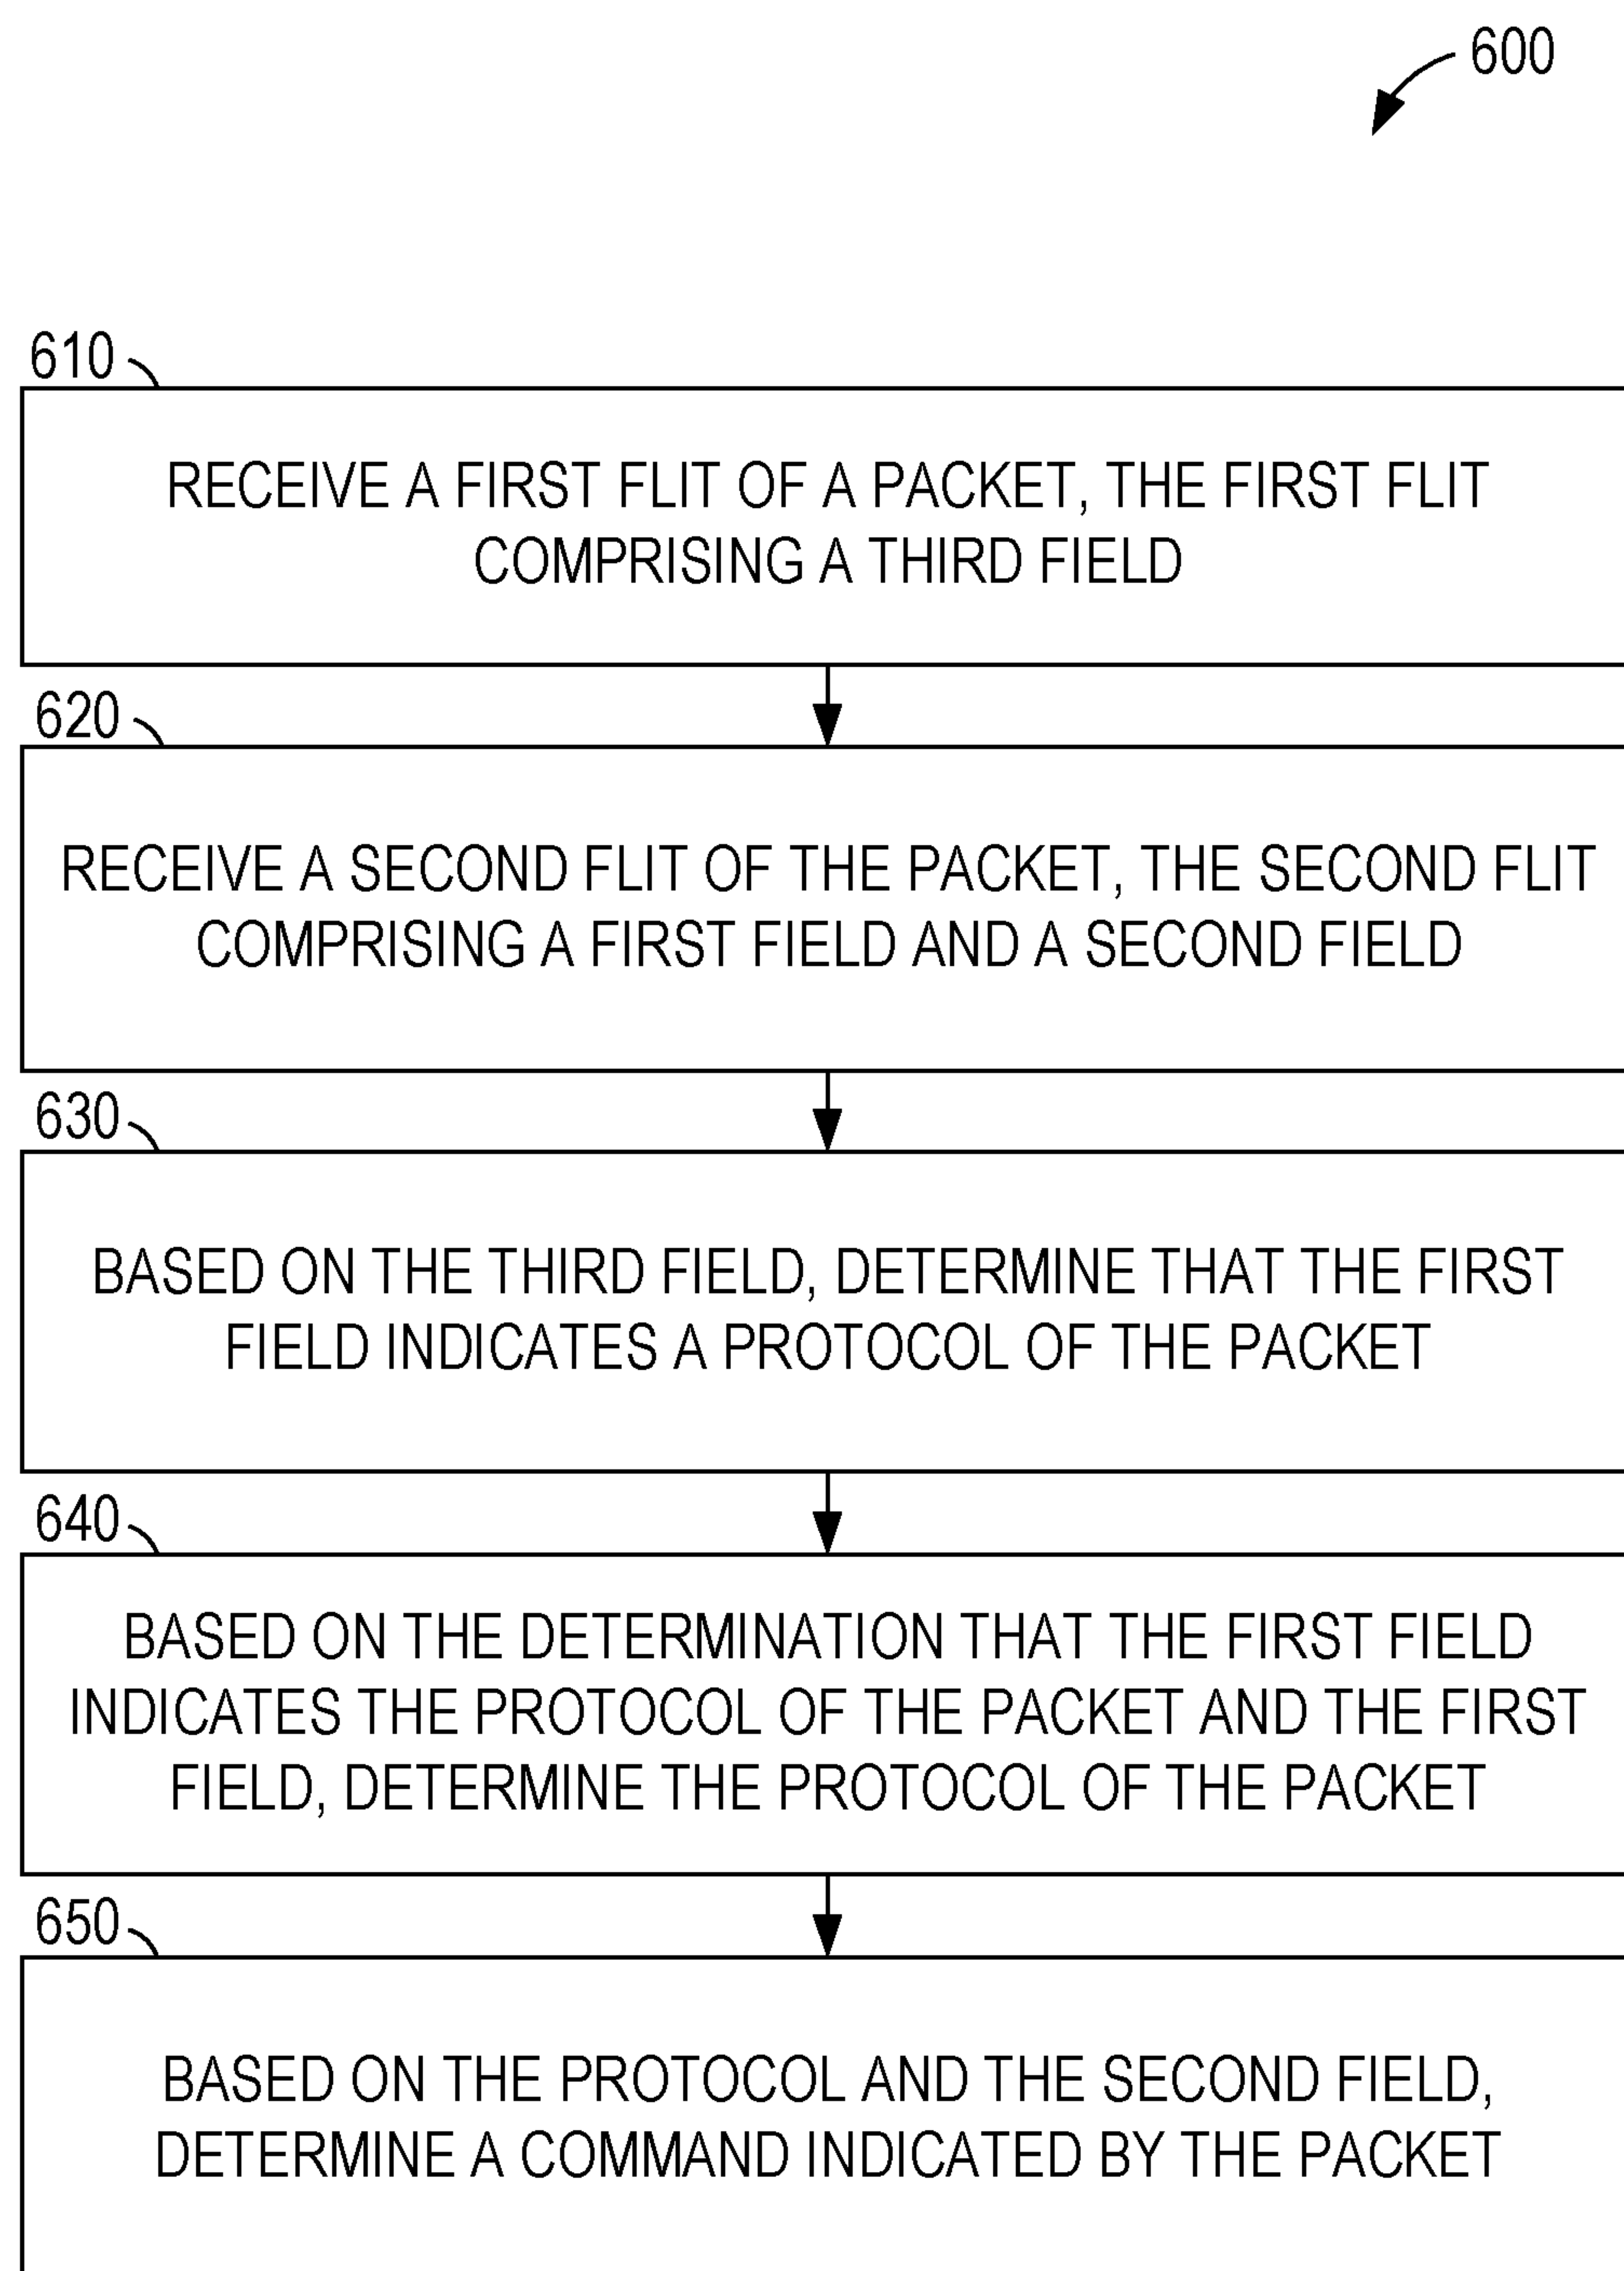 600
610
RECEIVE A FIRST FLIT OF A PACKET, THE FIRST FLIT
COMPRISING A THIRD FIELD
620
RECEIVE A SECOND FLIT OF THE PACKET, THE SECOND FLIT
COMPRISING A FIRST FIELD AND A SECOND FIELD
630
BASED ON THE THIRD FIELD, DETERMINE THAT THE FIRST
FIELD INDICATES A PROTOCOL OF THE PACKET
640
BASED ON THE DETERMINATION THAT THE FIRST FIELD
INDICATES THE PROTOCOL OF THE PACKET AND THE FIRST
FIELD, DETERMINE THE PROTOCOL OF THE PACKET
650
BASED ON THE PROTOCOL AND THE SECOND FIELD,
DETERMINE A COMMAND INDICATED BY THE PACKET